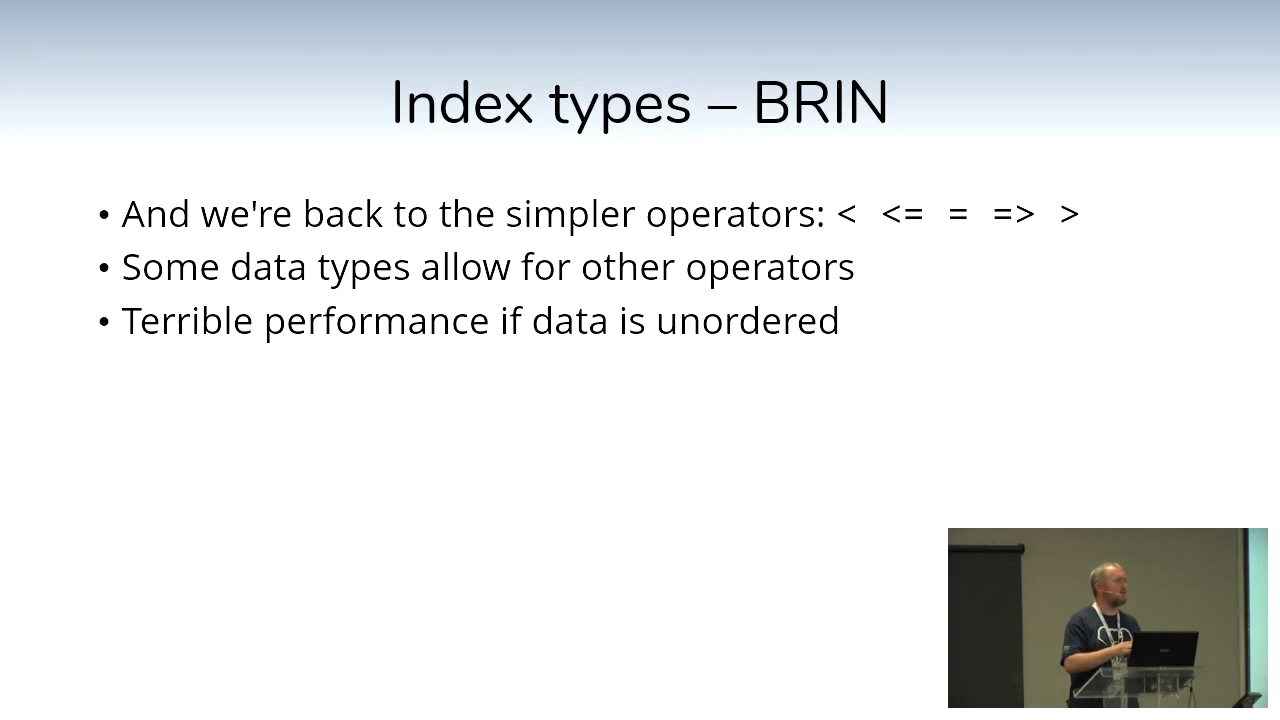 Index types – BRIN
• And we're back to the simpler operators: < <= = => >
• Some data types allow for other operators
• Terrible performance if data is unordered